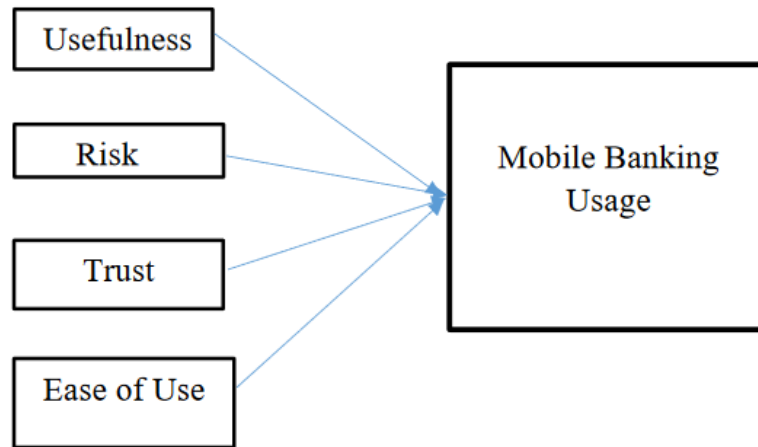 Usefulness
Risk
Trust
Ease of Use
Mobile Banking
Usage